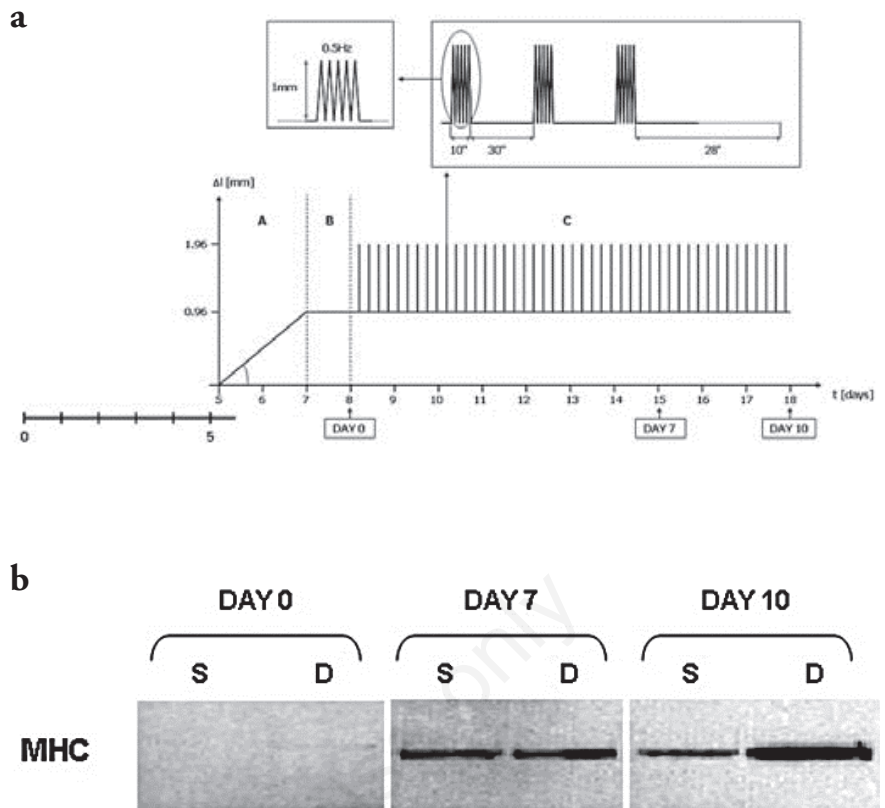 a
0.5Hz
1mm
10" 30" 28"
Δl [mm]
A B C
1.96
0.96
5 6 7 8 9 10 11 12 13 14 15 16 17 18 t [days]
0 5
DAY 0 DAY 7 DAY 10
b
DAY 0 DAY 7 DAY 10
S D S D S D
MHC
only